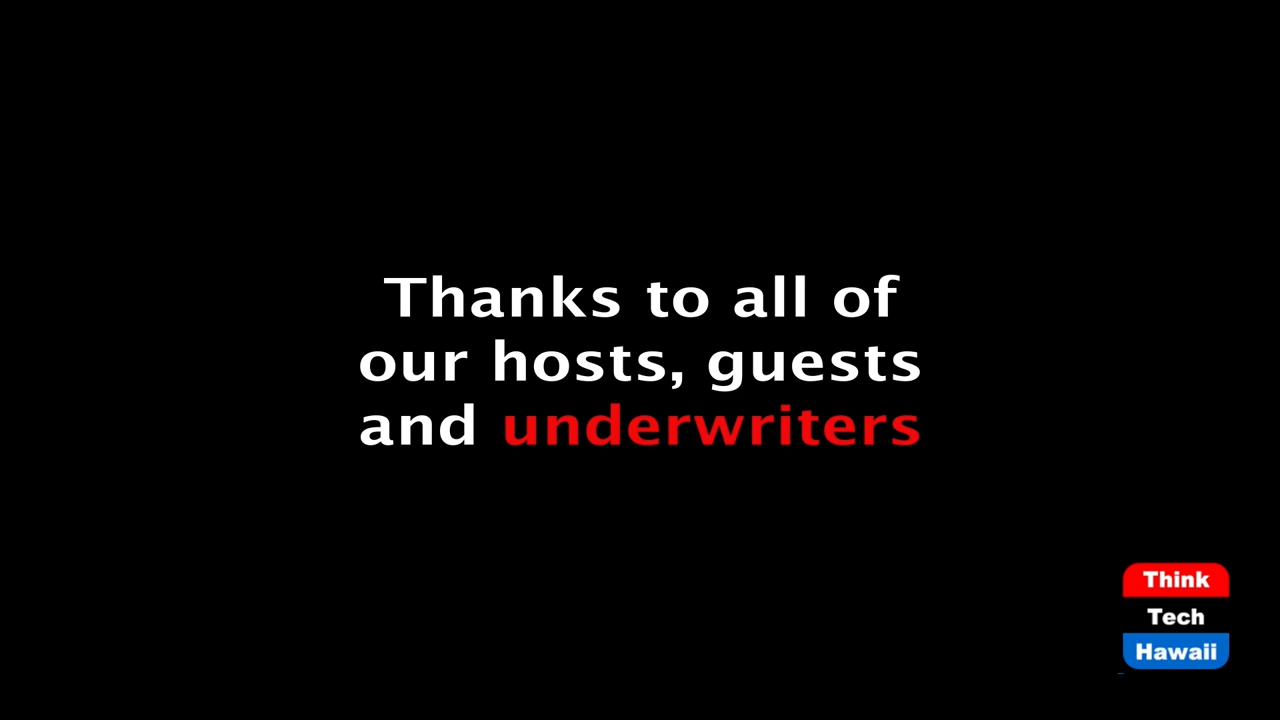 Thanks to all of
our hosts, guests
and underwriters
Think
Tech
Hawaii